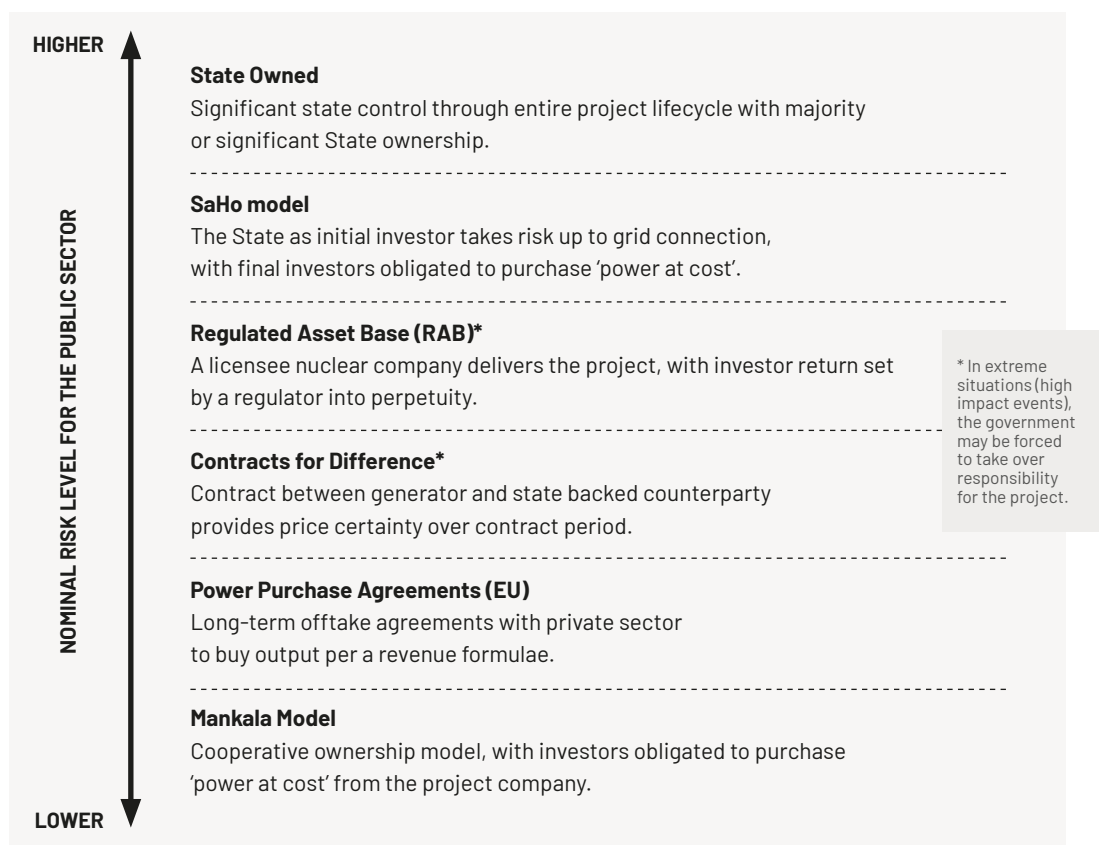 HIGHER
NOMINAL RISK LEVEL FOR THE PUBLIC SECTOR
LOWER
State Owned
Significant state control through entire project lifecycle with majority
or significant State ownership.
SaHo model
The State as initial investor takes risk up to grid connection,
with final investors obligated to purchase ‘power at cost’.
Regulated Asset Base (RAB)*
A licensee nuclear company delivers the project, with investor return set
by a regulator into perpetuity.
Contracts for Difference*
Contract between generator and state backed counterparty
provides price certainty over contract period.
Power Purchase Agreements (EU)
Long-term offtake agreements with private sector
to buy output per a revenue formulae.
Mankala Model
Cooperative ownership model, with investors obligated to purchase
‘power at cost’ from the project company.
* In extreme
situations (high
impact events),
the government
may be forced
to take over
responsibility
for the project.